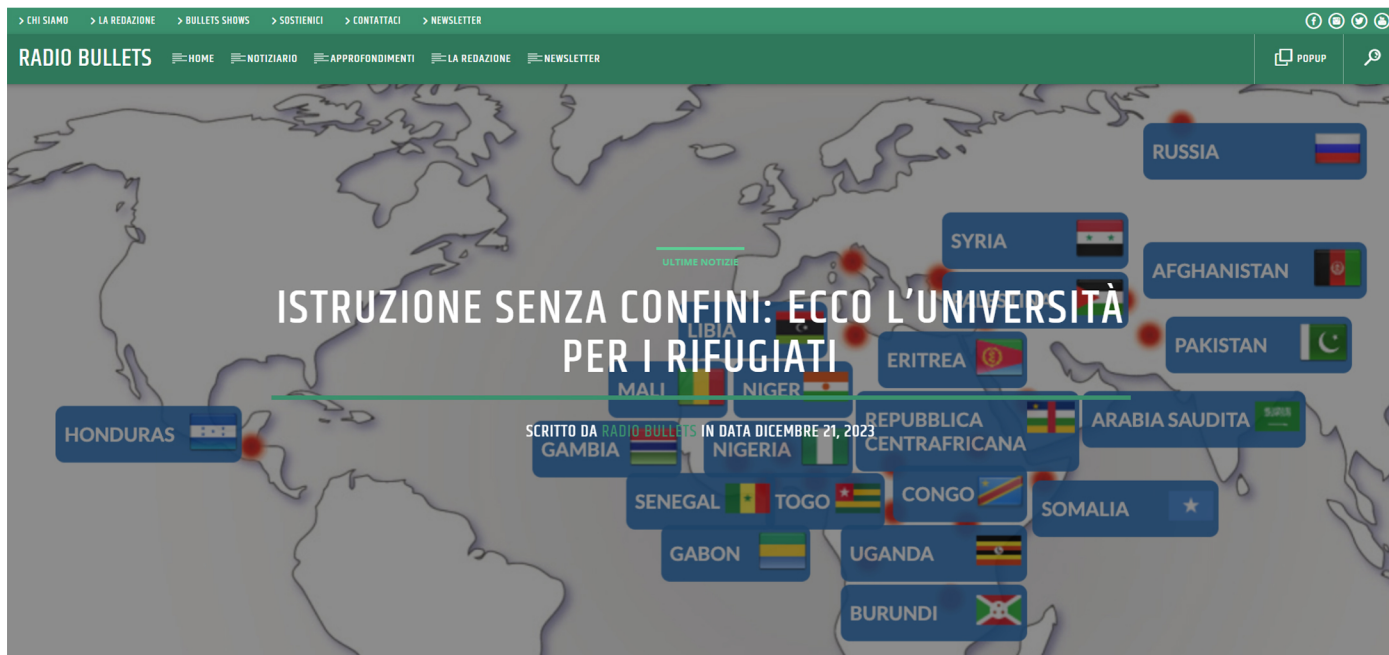 CHI SIAMO
LA REDAZIONE
BULLETS SHOWS
SOSTIENICI
CONTATTACI
NEWSLETTER
RADIO BULLETS
HOME
NOTIZIARIO
APPROFONDIMENTI
LA REDAZIONE
NEWSLETTER
POPUP
RUSSIA
SYRIA
AFGHANISTAN
ULTIME NOTIZIE
ISTRUZIONE SENZA CONFINI: ECCO L’UNIVERSITÀ
PER I RIFUGIATI
PALESTINA
LIBIA
PAKISTAN
ERITREA
MALI
NIGER
HONDURAS
REPUBBLICA
CENTRAFRICANA
ARABIA SAUDITA
SCRITTO DA RADIO BULLETS IN DATA DICEMBRE 21, 2023
GAMBIA
NIGERIA
SENEGAL
TOGO
CONGO
SOMALIA
GABON
UGANDA
BURUNDI